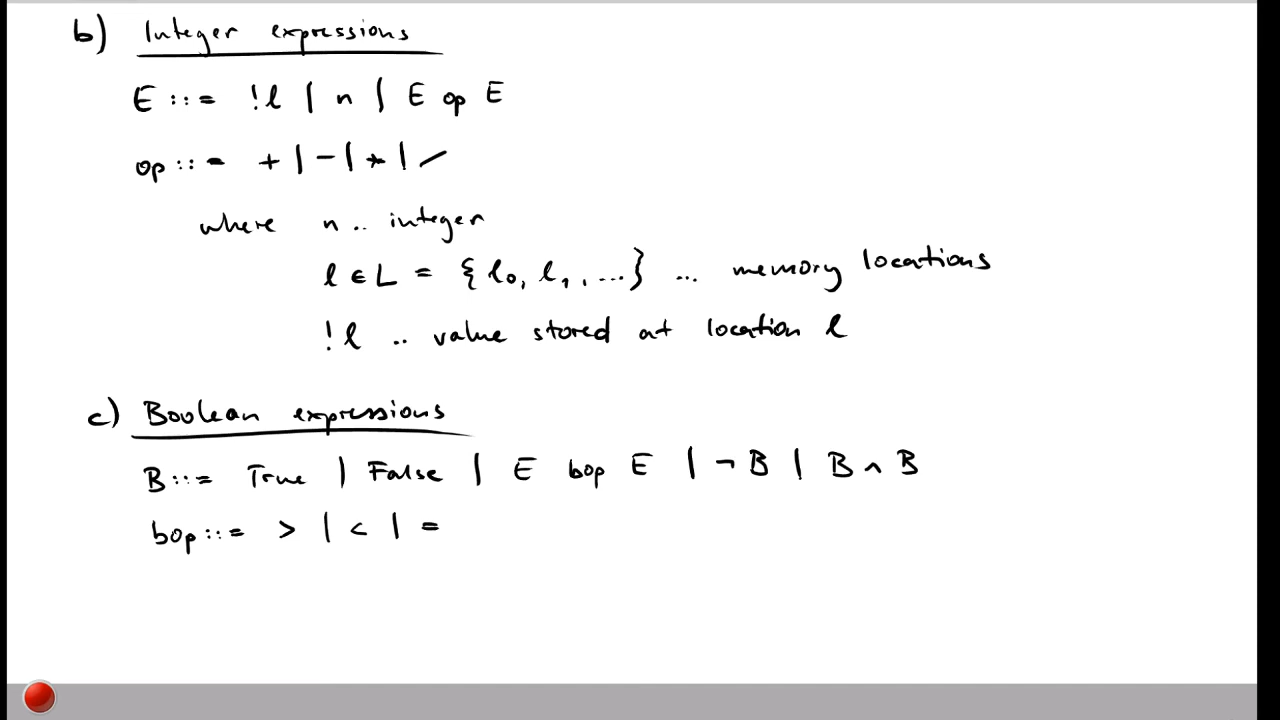 b) Integer expressions
E ::= !l | n | E op E
op ::= + | - | * | /
where n .. integer
l ∈ L = {l₀, l₁, ...} ... memory locations
!l .. value stored at location l
c) Boolean expressions
B ::= True | False | E bop E | ¬B | B ∧ B
bop ::= > | < | =